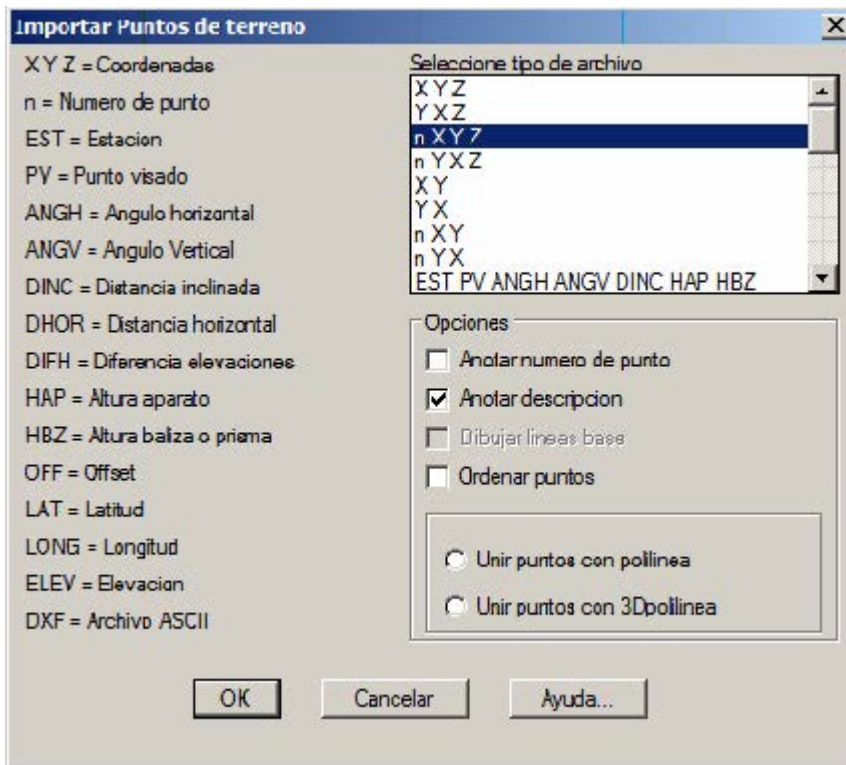 Importar Puntos de terreno
X Y Z = Coordenadas
n = Numero de punto
EST = Estacion
PV = Punto visado
ANGH = Angulo horizontal
ANGV = Angulo Vertical
DINC = Distancia inclinada
DHOR = Distancia horizontal
DIFH = Diferencia elevaciones
HAP = Altura aparato
HBZ = Altura baliza o prisma
OFF = Offset
LAT = Latitud
LONG = Longitud
ELEV = Elevacion
DXF = Archivo ASCII
Seleccione tipo de archivo
X Y Z
Y X Z
n X Y Z
n Y X Z
X Y
Y X
n X Y
n Y X
EST PV ANGH ANGV DINC HAP HBZ
Opciones
Anotar numero de punto
Anotar descripcion
Dibujar lineas base
Ordenar puntos
Unir puntos con polilinea
Unir puntos con 3Dpolilinea
OK
Cancelar
Ayuda...